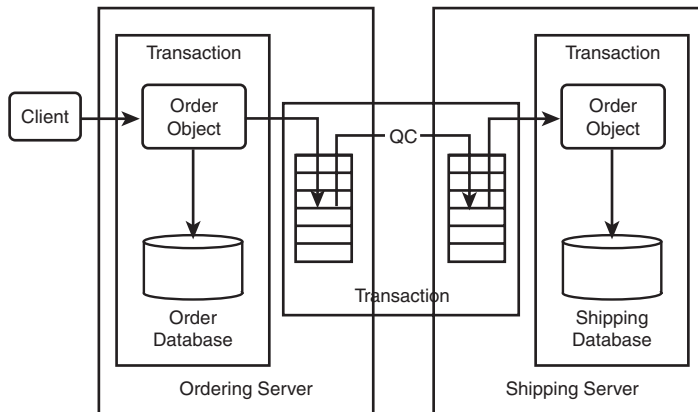 Transaction
Transaction
Client
Order
Object
Order
Object
QC
Transaction
Order
Database
Shipping
Database
Ordering Server
Shipping Server